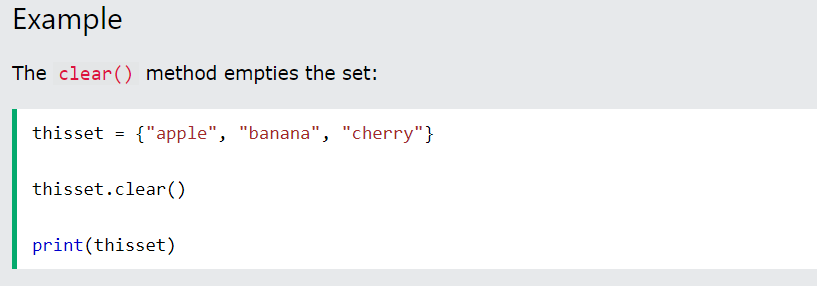 Example
The clear() method empties the set:
thisset = {"apple", "banana", "cherry"}
thisset.clear()
print(thisset)